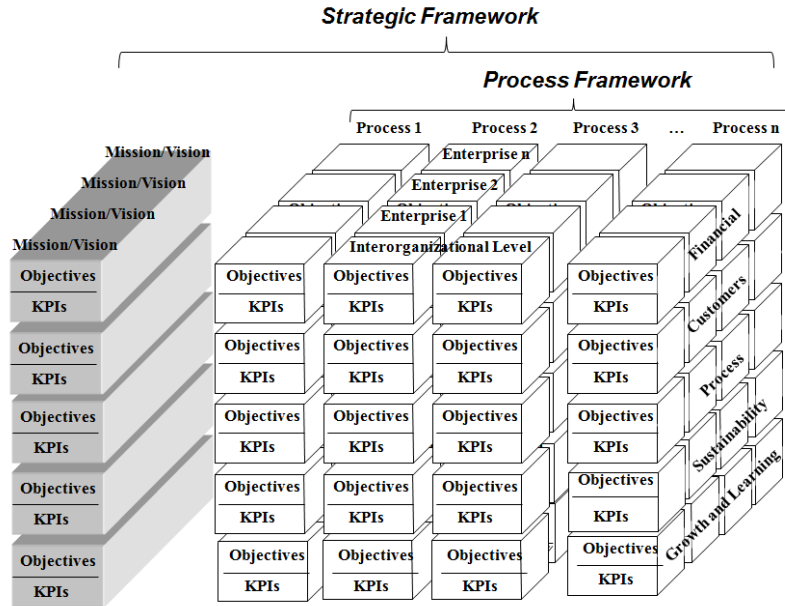 Strategic Framework
Process Framework
Process 1 Process 2 Process 3 ... Process n
Mission/Vision
Enterprise n
Mission/Vision
Enterprise 2
Mission/Vision
Enterprise 1
Mission/Vision
Interorganizational Level
Financial
Customers
Process
Sustainability
Growth and Learning
Objectives Objectives Objectives Objectives Objectives
KPIs KPIs KPIs KPIs KPIs
Objectives Objectives Objectives Objectives Objectives
KPIs KPIs KPIs KPIs KPIs
Objectives Objectives Objectives Objectives Objectives
KPIs KPIs KPIs KPIs KPIs
Objectives Objectives Objectives Objectives Objectives
KPIs KPIs KPIs KPIs KPIs
Objectives Objectives Objectives Objectives Objectives
KPIs KPIs KPIs KPIs KPIs